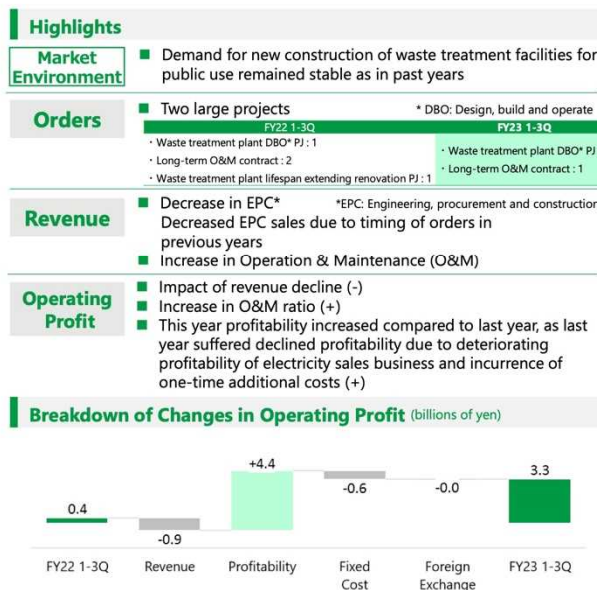 Highlights
Market
Environment
■ Demand for new construction of waste treatment facilities for
public use remained stable as in past years
Orders
■ Two large projects
* DBO: Design, build and operate
FY22 1-3Q
FY23 1-3Q
・Waste treatment plant DBO* PJ : 1
・Long-term O&M contract : 2
・Waste treatment plant lifespan extending renovation PJ : 1
・Waste treatment plant DBO* PJ
・Long-term O&M contract : 1
Revenue
■ Decrease in EPC*
*EPC: Engineering, procurement and construction
Decreased EPC sales due to timing of orders in
previous years
■ Increase in Operation & Maintenance (O&M)
Operating
Profit
■ Impact of revenue decline (-)
■ Increase in O&M ratio (+)
■ This year profitability increased compared to last year, as last
year suffered declined profitability due to deteriorating
profitability of electricity sales business and incurrence of
one-time additional costs (+)
Breakdown of Changes in Operating Profit (billions of yen)
0.4
-0.9
+4.4
-0.6
-0.0
3.3
FY22 1-3Q
Revenue
Profitability
Fixed
Cost
Foreign
Exchange
FY23 1-3Q